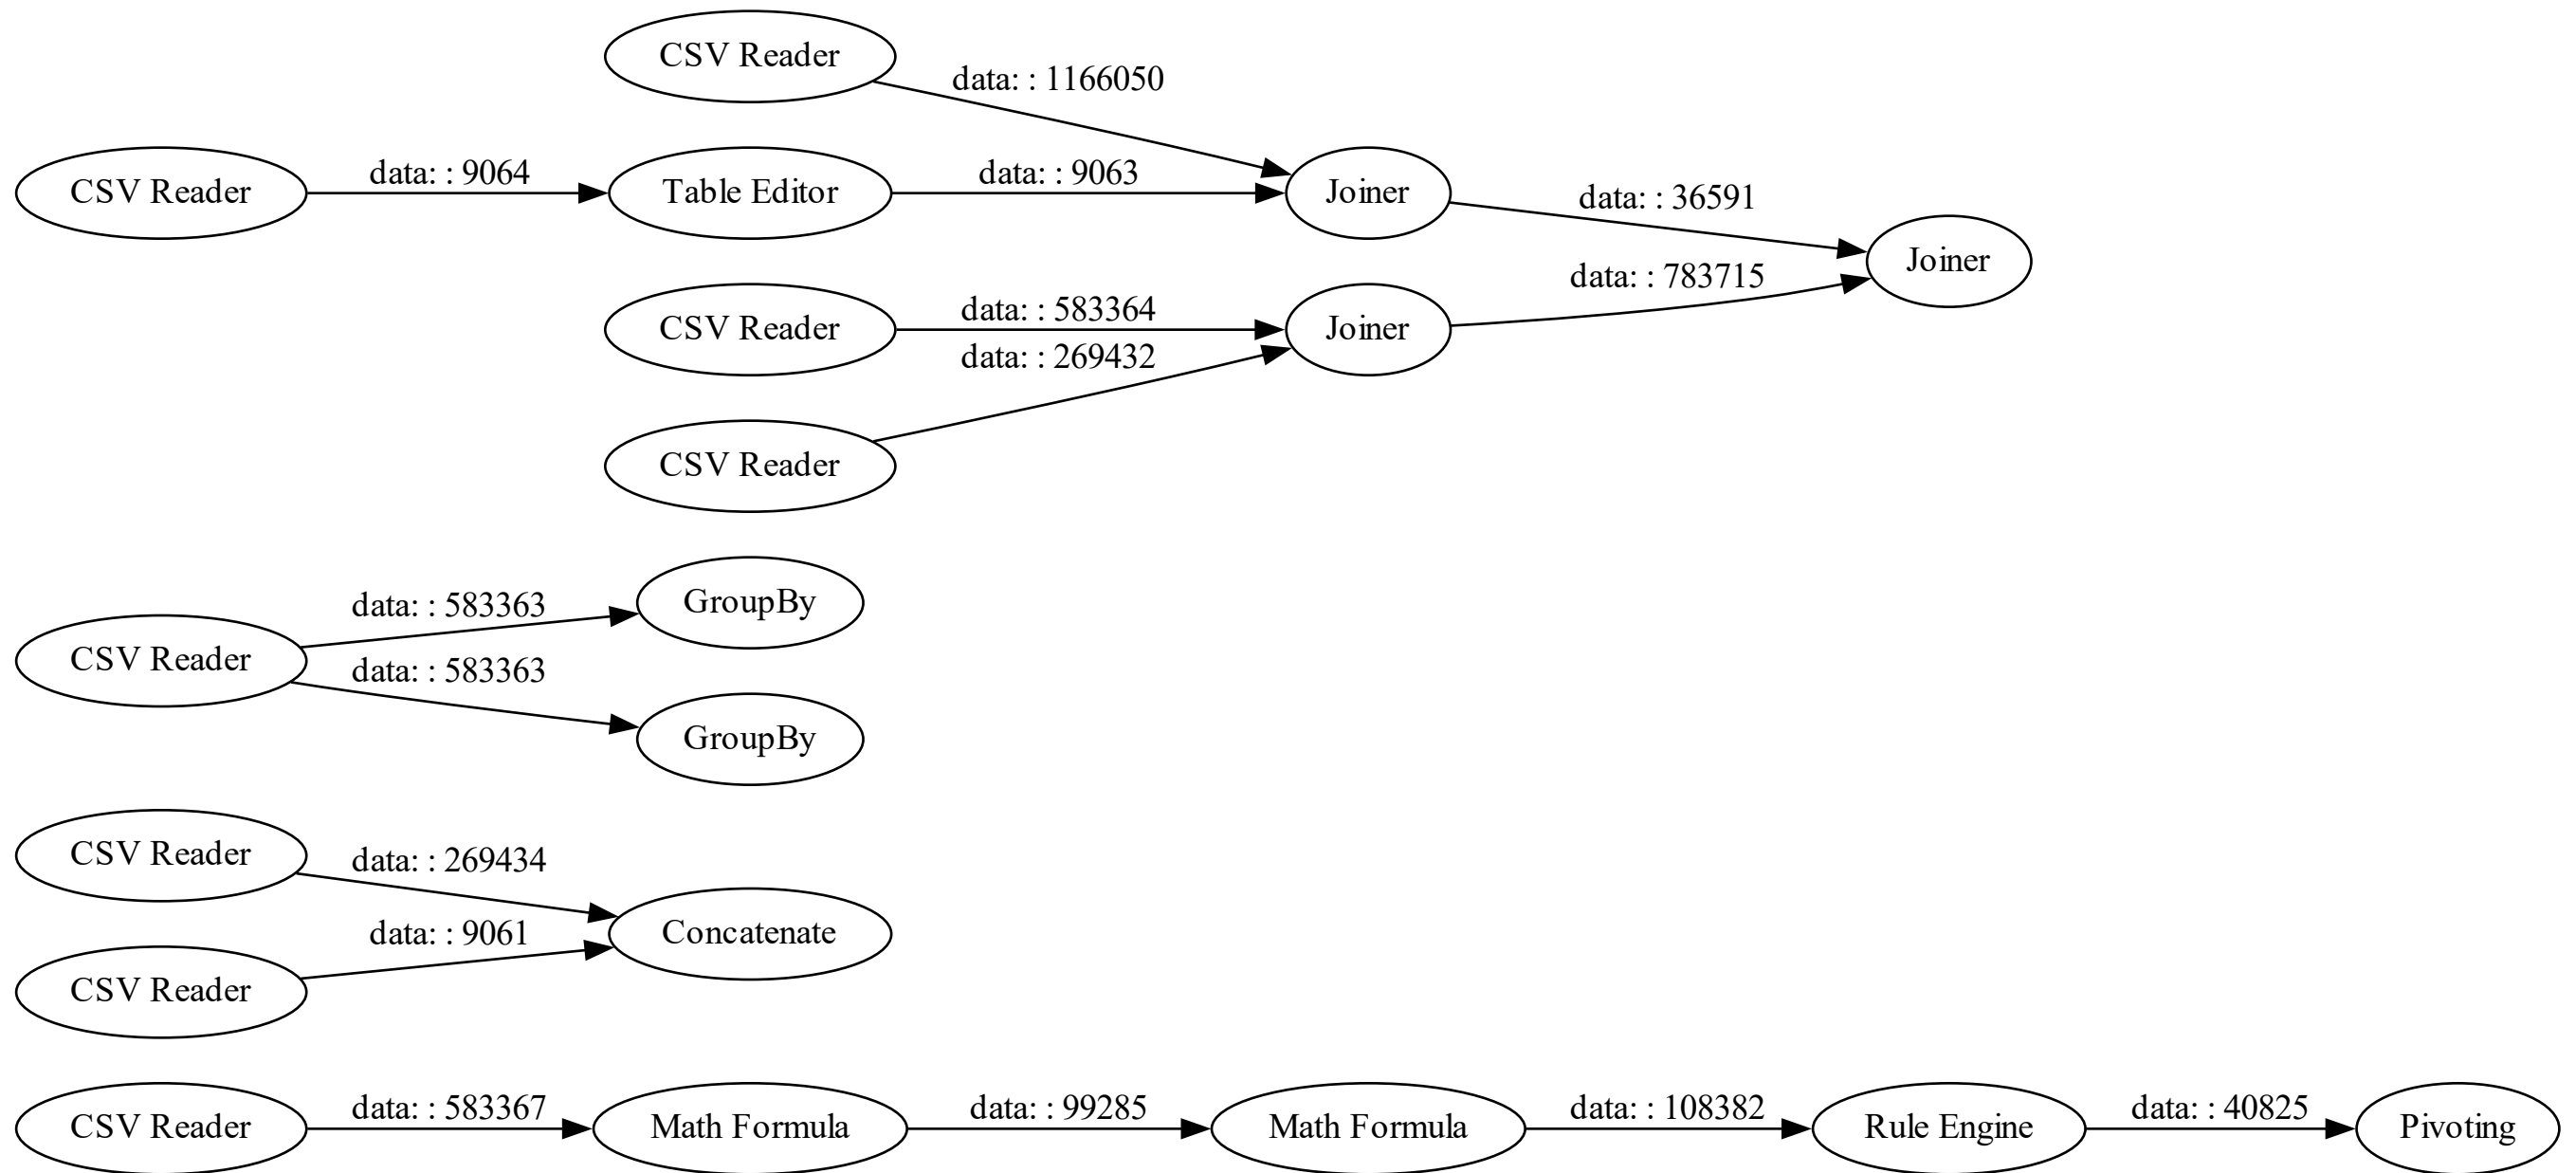 CSV Reader
data: : 1166050
CSV Reader
data: : 9064
Table Editor
data: : 9063
Joiner
data: : 36591
Joiner
CSV Reader
data: : 583364
Joiner
data: : 783715
data: : 269432
CSV Reader
CSV Reader
data: : 583363
GroupBy
data: : 583363
GroupBy
CSV Reader
data: : 269434
Concatenate
data: : 9061
CSV Reader
CSV Reader
data: : 583367
Math Formula
data: : 99285
Math Formula
data: : 108382
Rule Engine
data: : 40825
Pivoting